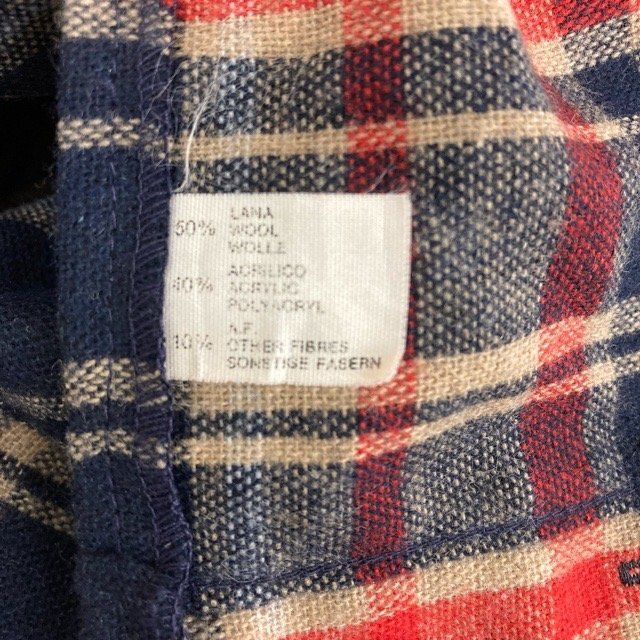 50% LANA
WOOL
WOLLE
40% ACRILICO
ACRYLIC
POLYACRYL
10% A.F.
OTHER FIBRES
SONSTIGE FASERN